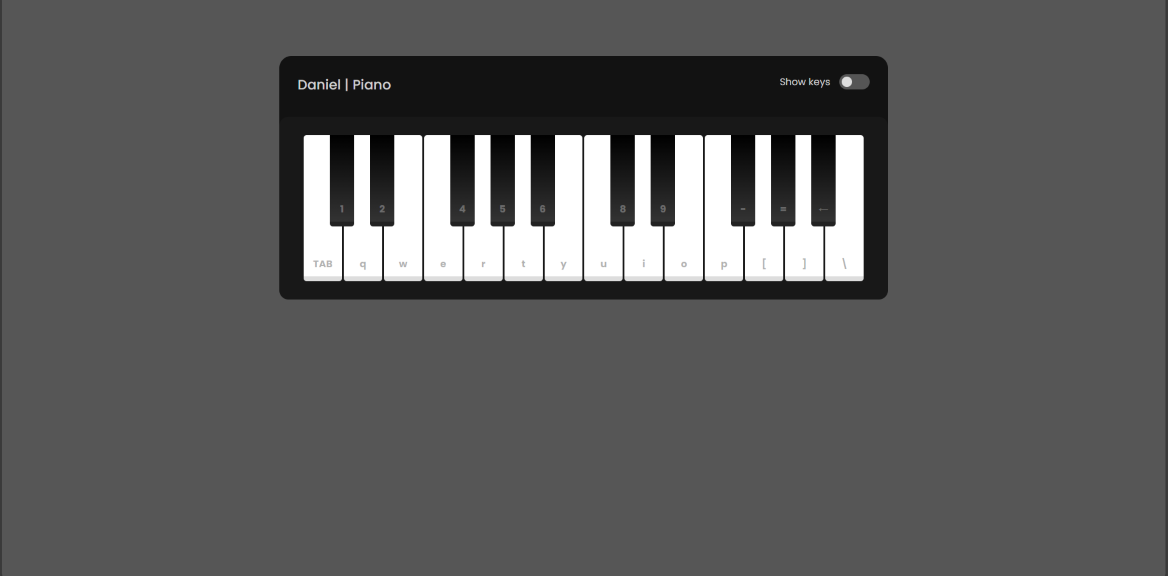 Daniel | Piano
Show keys
1 2 4 5 6 8 9 - = ←
TAB q w e r t y u i o p [ ] \